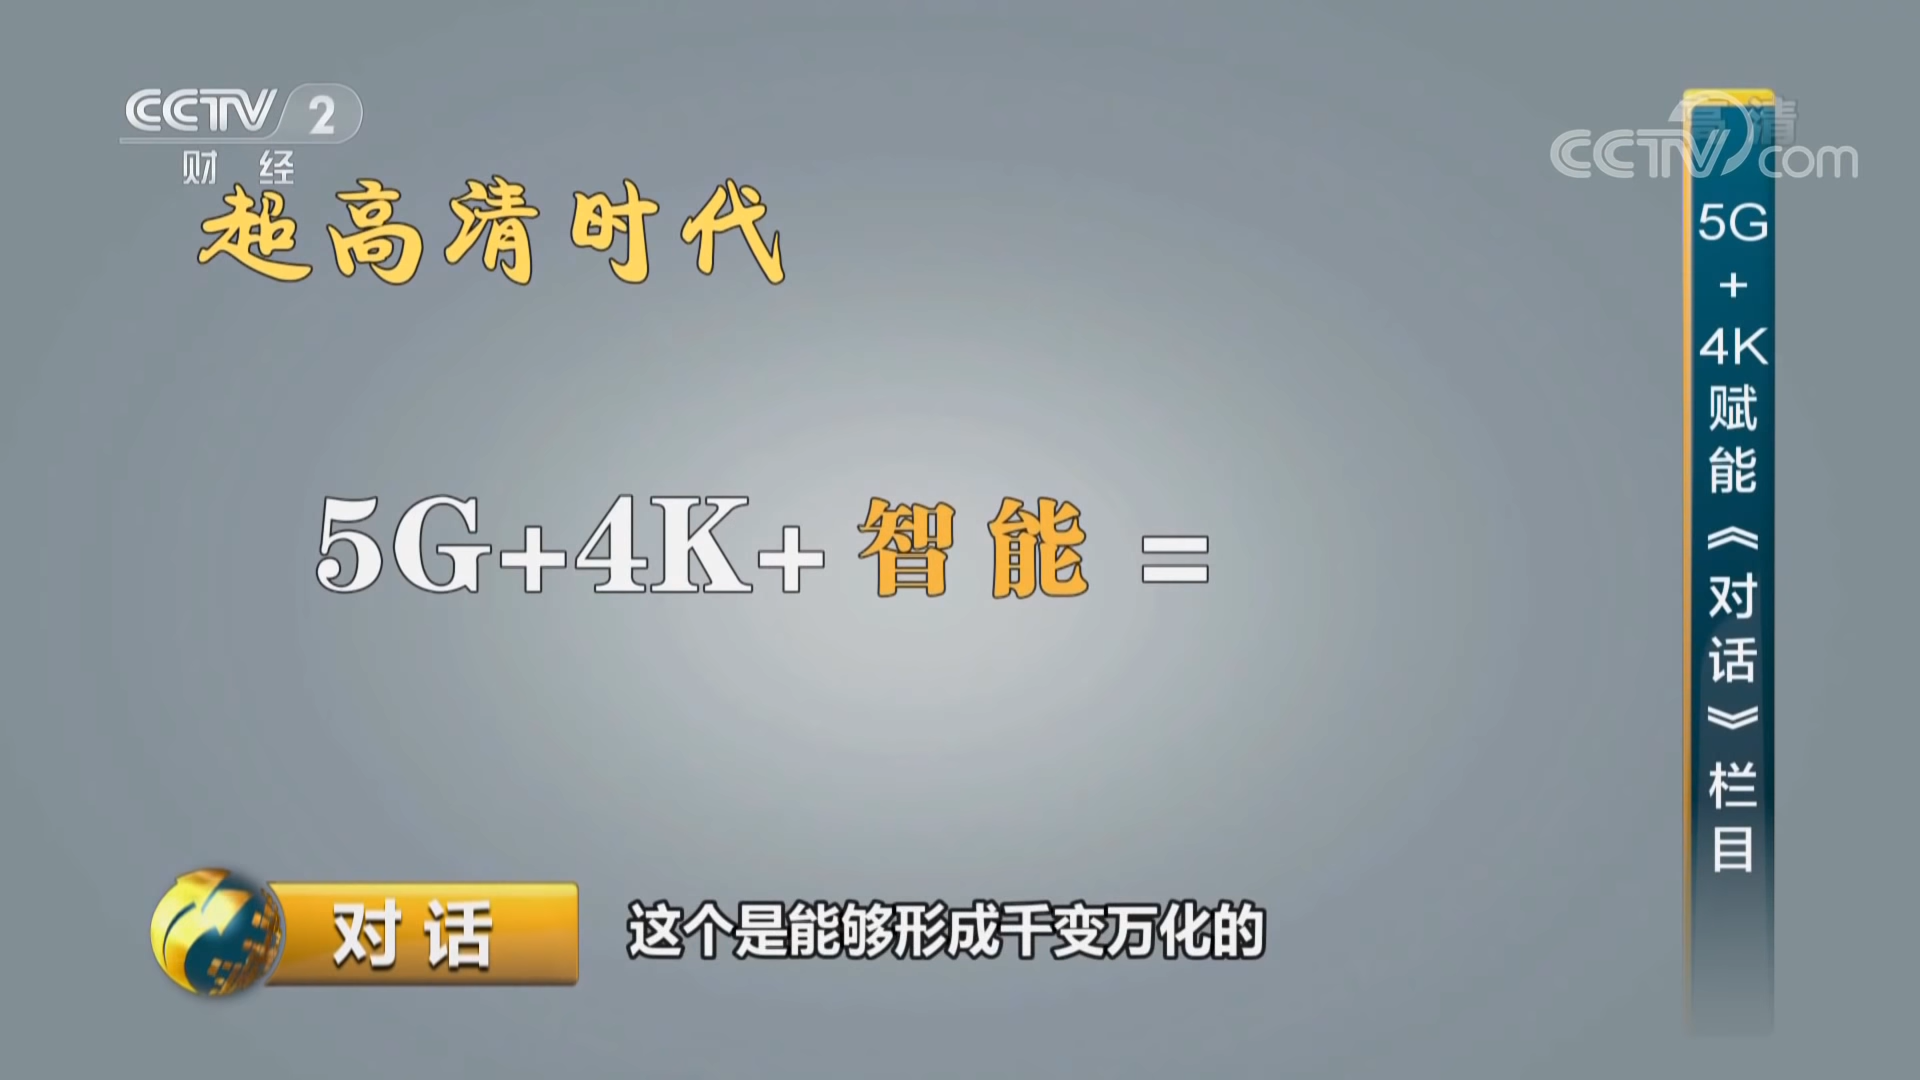 CCTV 2
财 经
高清
CCTV.com
超高清时代
5G+4K+智能=
5G+4K赋能《对话》栏目
对话
这个是能够形成千变万化的